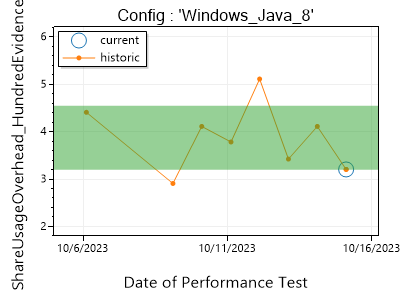 Config : 'Windows_Java_8'
ShareUsageOverhead_HundredEvidence
current
historic
6
5
4
3
2
10/6/2023
10/11/2023
10/16/2023
Date of Performance Test